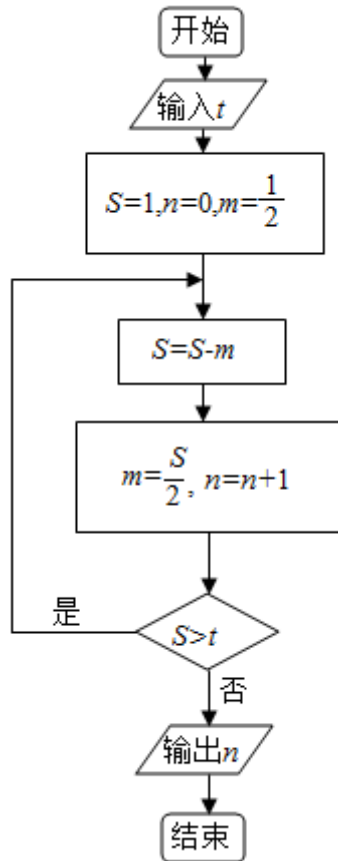 开始
输入t
S=1,n=0,m=1/2
S=S-m
m=S/2, n=n+1
是
S>t
否
输出n
结束